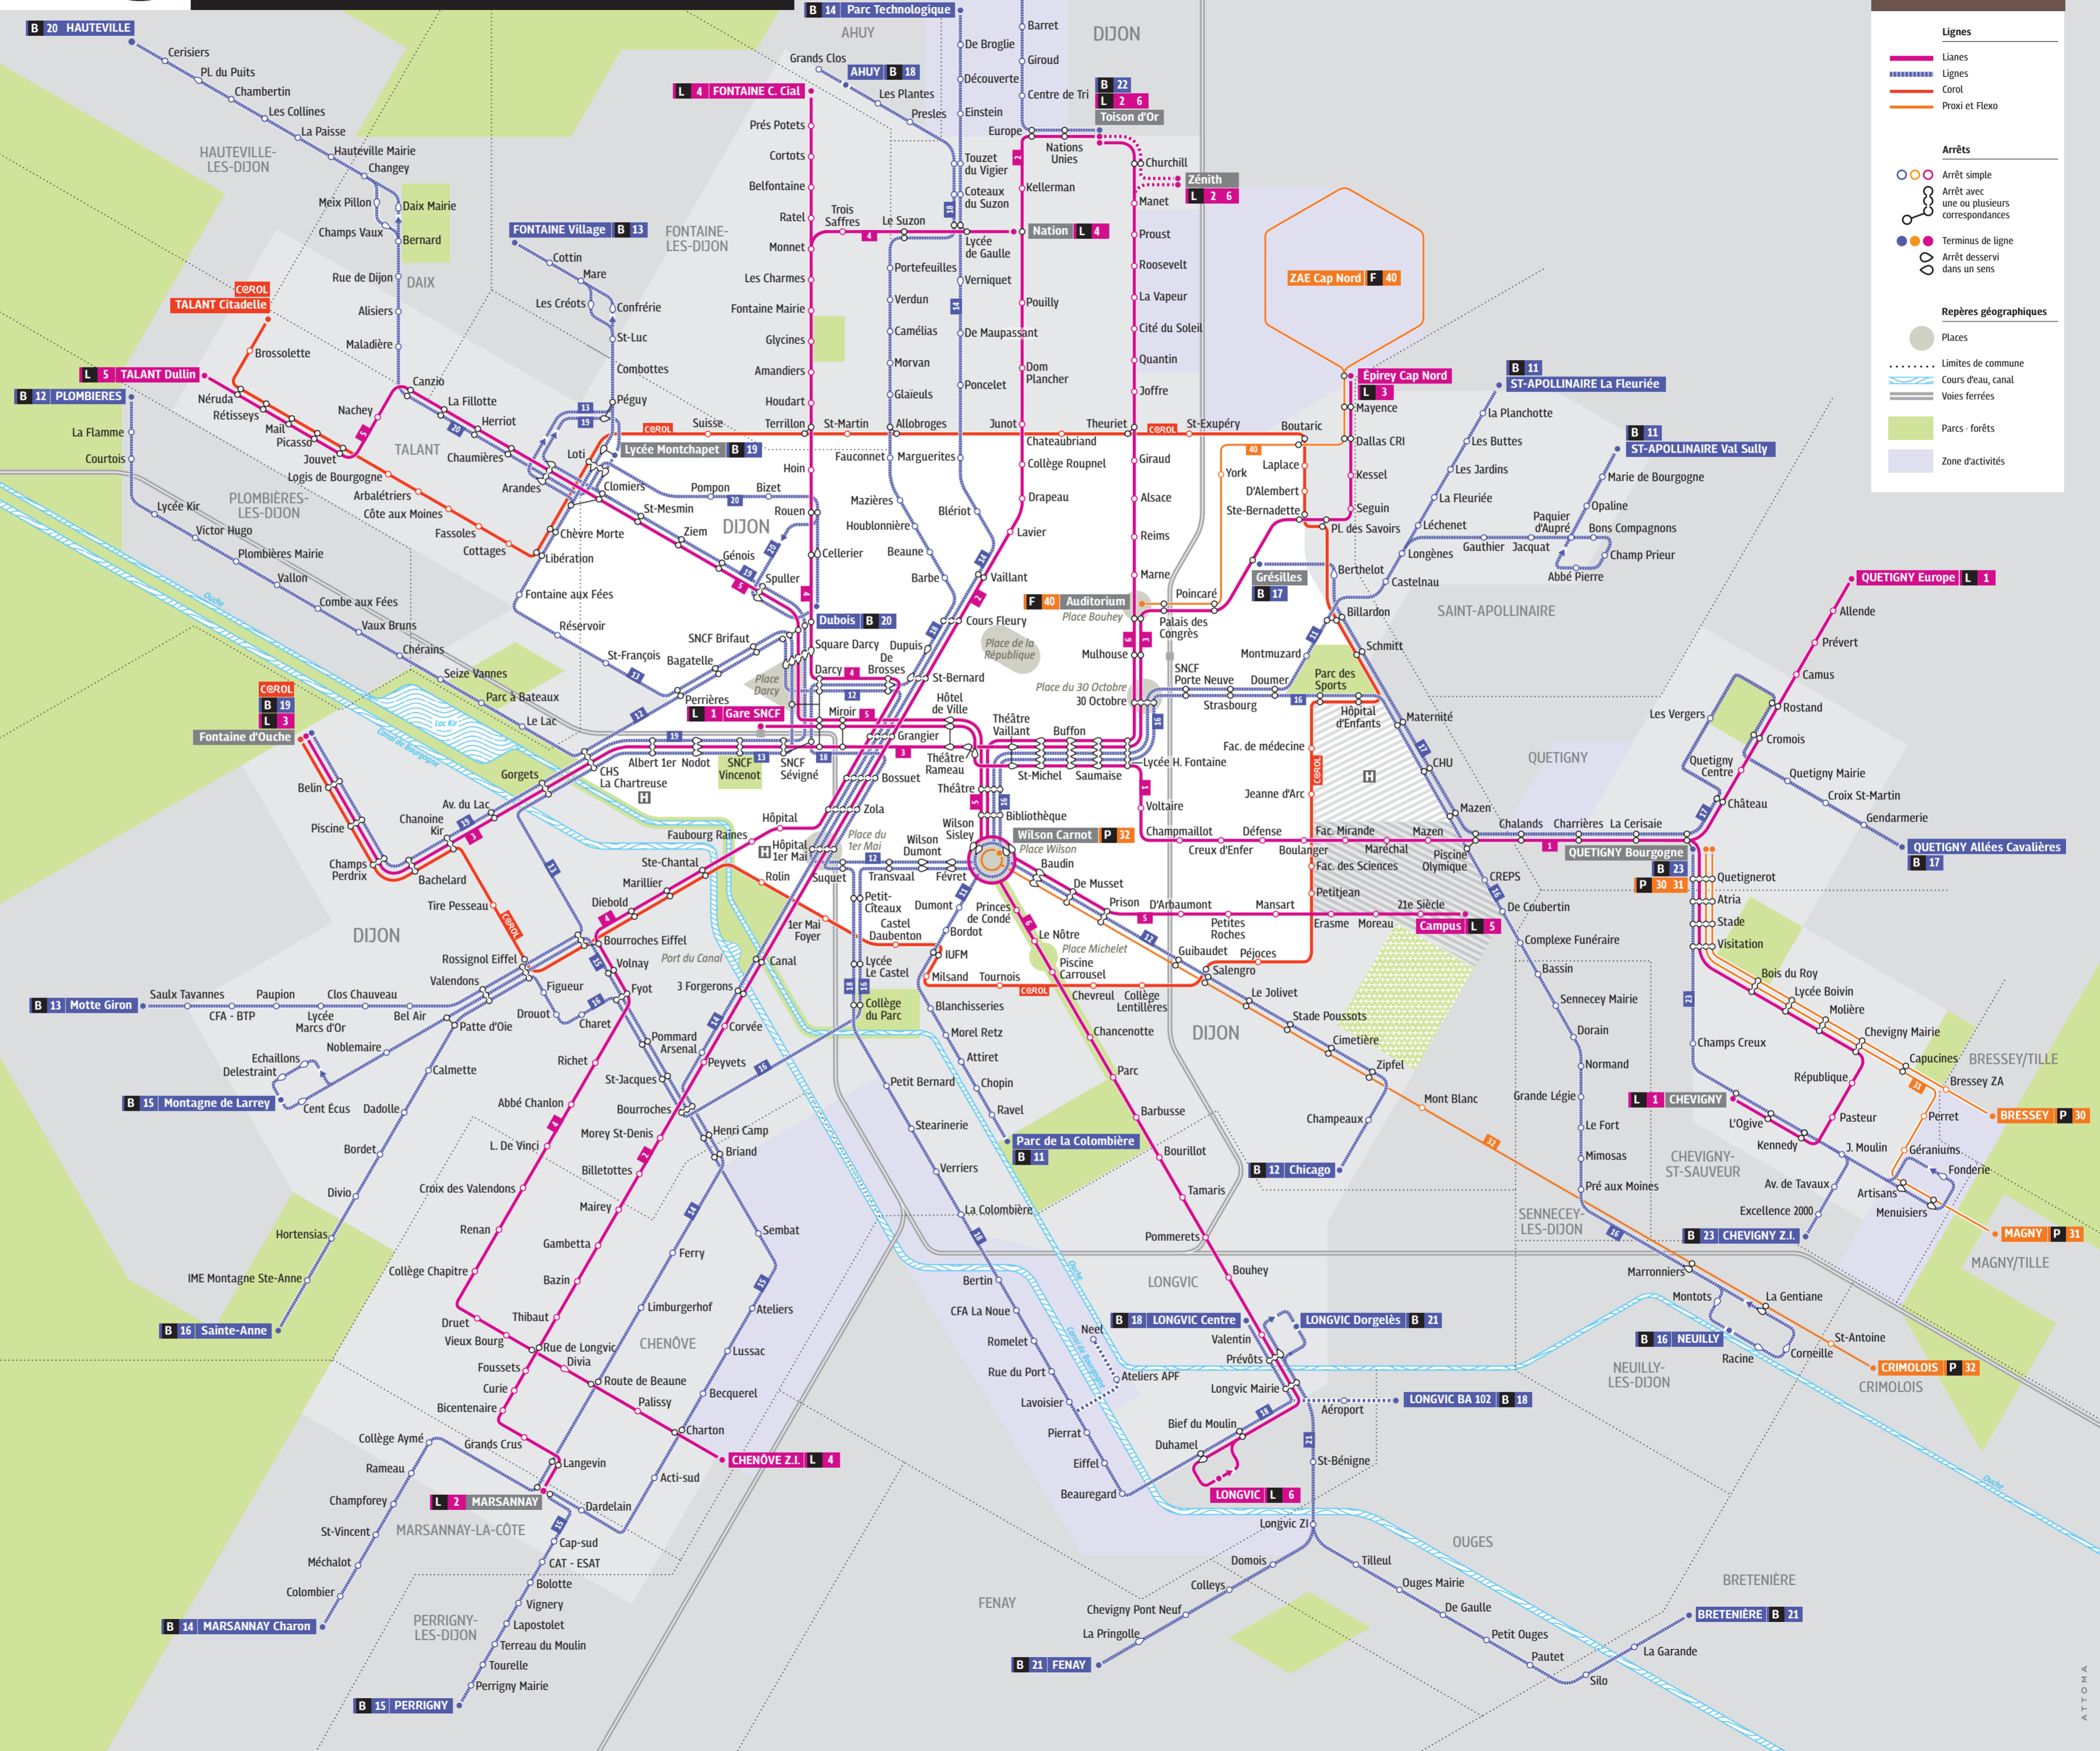 B 20 HAUTEVILLE
Cerisiers
Pl. du Puits
Chambertin
Les Collines
La Paisse
Hauteville Mairie
Changey
HAUTEVILLE-
LES-DIJON
Meix Pillon
Daix Mairie
Champs Vaux
Bernard
Rue de Dijon
DAIX
Alisiers
Maladière
Canzio
La Fillotte
Herriot
Chaumières
Arandes
COROL
TALANT Citadelle
Brossolette
L 5 TALANT Dullin
B 12 PLOMBIERES
Néruda
Rétisseys
Mail
Picasso
Jouvet
Nachey
TALANT
Logis de Bourgogne
Arbalétriers
Côte aux Moines
Fassoles
Cottages
La Flamme
Courtois
Lycée Kir
Victor Hugo
PLOMBIÈRES-
LES-DIJON
Plombières Mairie
Vallon
Combe aux Fées
Vaux Bruns
Chérains
Seize Vannes
Parc à Bateaux
Le Lac
Ouche
Lac Kir
Canal de Bourgogne
FONTAINE Village B 13
Cottin
Mare
Les Créots
Confrérie
St-Luc
Combottes
Péguy
Loti
Lycée Montchapet B 19
Clomiers
Chèvre Morte
Libération
Fontaine aux Fées
Réservoir
St-François
Bagatelle
SNCF Brifaut
Perrières
St-Mesmin
Ziem
Génois
Spuller
Pompon
Bizet
Rouen
Cellerier
Dubois B 20
DIJON
FONTAINE-
LES-DIJON
L 4 FONTAINE C. Cial
Prés Potets
Cortots
Belfontaine
Ratel
Monnet
Les Charmes
Fontaine Mairie
Glycines
Amandiers
Houdart
Terrillon
Hoin
Suisse
St-Martin
Allobroges
Trois
Saffres
Le Suzon
B 14 Parc Technologique
AHUY
Grands Clos
AHUY B 18
Les Plantes
Presles
De Broglie
Découverte
Einstein
Touzet
du Vigier
Coteaux
du Suzon
Lycée
de Gaulle
Portefeuilles
Verdun
Camélias
Morvan
Glaïeuls
Fauconnet
Mazières
Houblonnière
Beaune
Barbe
Verniquet
De Maupassant
Poncelet
Marguerites
Blériot
Vaillant
Cours Fleury
Barret
Giroud
Centre de Tri
Europe
Nations
Unies
DIJON
B 22
L 2 6
Toison d'Or
Churchill
Zénith
L 2 6
Kellerman
Nation L 4
Pouilly
Dom
Plancher
Junot
Chateaubriand
Collège Roupnel
Drapeau
Lavier
Manet
Proust
Roosevelt
La Vapeur
Cité du Soleil
Quantin
Joffre
Theuriet
Giraud
Alsace
Reims
Marne
St-Exupéry
ZAE Cap Nord F 40
Épirey Cap Nord
L 3
Mayence
Dallas CRI
Kessel
Seguin
Boutaric
Laplace
D'Alembert
Ste-Bernadette
Pl. des Savoirs
York
F 40 Auditorium
Place Bouhey
Poincaré
Palais des
Congrès
Grésilles
B 17
Berthelot
Billardon
Castelnau
Longènes
Léchenet
La Fleuriée
Les Jardins
Les Buttes
la Planchotte
B 11
ST-APOLLINAIRE La Fleuriée
B 11
ST-APOLLINAIRE Val Sully
Marie de Bourgogne
Opaline
Paquier
d'Aupré
Bons Compagnons
Champ Prieur
Abbé Pierre
Gauthier
Jacquat
SAINT-APOLLINAIRE
Schmitt
Montmuzard
Parc des
Sports
Hôpital
d'Enfants
Maternité
CHU
Mazen
Mulhouse
SNCF
Porte Neuve
Doumer
Strasbourg
Place du 30 Octobre
30 Octobre
Place de la
République
Square Darcy
Darcy
Place
Darcy
Dupuis
De
Brosses
St-Bernard
Hôtel
de Ville
L 1 Gare SNCF
Miroir
Grangier
Théâtre
Vaillant
Buffon
Théâtre
Rameau
St-Michel
Saumaise
Lycée H. Fontaine
Théâtre
Bibliothèque
Voltaire
Champmaillot
Creux d'Enfer
Défense
Boulanger
Fac. Mirande
Maréchal
Mazen
Piscine
Olympique
Fac. de médecine
Jeanne d'Arc
Fac. des Sciences
Petitjean
Erasme
Moreau
21e Siècle
Campus L 5
Mansart
Petites
Roches
D'Arbaumont
Prison
De Musset
Baudin
Wilson Carnot P 32
Place Wilson
Wilson
Sisley
Wilson
Dumont
Transvaal
Févret
Suquet
Bossuet
Zola
Place du
1er Mai
Hôpital
1er Mai
Hôpital
Faubourg Raines
Ste-Chantal
Marillier
Diebold
Rolin
1er Mai
Foyer
Castel
Daubenton
Petit-
Cîteaux
Lycée
Le Castel
Collège
du Parc
Dumont
Bordot
IUFM
Milsand
Tournois
Chevreul
Collège
Lentillères
Salengro
Péjoces
Guibaudet
Princes
de Condé
Le Nôtre
Place Michelet
Piscine
Carrousel
Chancenotte
Parc
Barbusse
Bourillot
Tamaris
Pommerets
Bouhey
Blanchisseries
Morel Retz
Attiret
Chopin
Ravel
Parc de la Colombière
B 11
Albert 1er
Nodot
SNCF
Vincenot
SNCF
Sévigné
CHS
La Chartreuse
Gorgets
Av. du Lac
Chanoine
Kir
Bachelard
Champs
Perdrix
Piscine
Belin
COROL
B 19
L 3
Fontaine d'Ouche
Tire Pesseau
DIJON
Rossignol Eiffel
Valendons
Bourroches Eiffel
Volnay
Fyot
Figueur
Drouot
Charet
Patte d'Oie
B 13 Motte Giron
Saulx Tavannes
CFA - BTP
Paupion
Lycée
Marcs d'Or
Clos Chauveau
Bel Air
Noblemaire
Echaillons
Delestraint
Cent Écus
B 15 Montagne de Larrey
Calmette
Dadolle
Bordet
Divio
Hortensias
IME Montagne Ste-Anne
B 16 Sainte-Anne
Port du Canal
Canal
3 Forgerons
Corvée
Peyvets
Pommard
Arsenal
St-Jacques
Bourroches
Henri Camp
Briand
Richet
Abbé Chanlon
L. De Vinci
Croix des Valendons
Renan
Collège Chapitre
Druet
Vieux Bourg
Morey St-Denis
Billetottes
Mairey
Gambetta
Bazin
Thibaut
Rue de Longvic
Divia
Foussets
Curie
Bicentenaire
Grands Crus
Langevin
Route de Beaune
Palissy
Charton
CHENÔVE Z.I. L 4
Ferry
Limburgerhof
CHENÔVE
Sembat
Ateliers
Lussac
Becquerel
Acti-sud
Dardelain
L 2 MARSANNAY
MARSANNAY-LA-CÔTE
Collège Aymé
Rameau
Champforey
St-Vincent
Méchalot
Colombier
B 14 MARSANNAY Charon
Cap-sud
CAT - ESAT
Bolotte
Vignery
Lapostolet
Terreau du Moulin
Tourelle
Perrigny Mairie
B 15 PERRIGNY
PERRIGNY-
LES-DIJON
Petit Bernard
Stearinerie
Verriers
La Colombière
Bertin
CFA La Noue
Romelet
Rue du Port
Lavoisier
Pierrat
Eiffel
Beauregard
Neel
Ateliers APF
Canal de Bourgogne
Ouche
LONGVIC
B 18 LONGVIC Centre
LONGVIC Dorgelès B 21
Valentin
Prévôts
Longvic Mairie
Aéroport
LONGVIC BA 102 B 18
Bief du Moulin
Duhamel
LONGVIC L 6
St-Bénigne
Longvic ZI
Domois
Colleys
Chevigny Pont Neuf
La Pringolle
B 21 FENAY
FENAY
Tilleul
Ouges Mairie
De Gaulle
Petit Ouges
Pautet
Silo
La Garande
BRETENIÈRE B 21
BRETENIÈRE
OUGES
DIJON
Le Jolivet
Stade Poussots
Cimetière
Zipfel
Champeaux
B 12 Chicago
Mont Blanc
CREPS
De Coubertin
Complexe Funéraire
Bassin
Sennecey Mairie
Dorain
Normand
Grande Légie
Le Fort
Mimosas
Pré aux Moines
SENNECEY-
LES-DIJON
Marronniers
Montots
La Gentiane
B 16 NEUILLY
Racine
Corneille
St-Antoine
CRIMOLOIS P 32
CRIMOLOIS
NEUILLY-
LES-DIJON
Ouche
QUETIGNY
Chalands
Charrières
La Cerisaie
QUETIGNY Bourgogne
B 23
P 30 31
Quetignerot
Atria
Stade
Visitation
Château
Quetigny
Centre
Les Vergers
Cromois
Rostand
Camus
Prévert
Allende
QUETIGNY Europe L 1
Quetigny Mairie
Croix St-Martin
Gendarmerie
QUETIGNY Allées Cavalières
B 17
Bois du Roy
Lycée Boivin
Molière
Chevigny Mairie
Capucines
Bressey ZA
BRESSEY/TILLE
BRESSEY P 30
Perret
Géraniums
Fonderie
Artisans
Menuisiers
MAGNY P 31
MAGNY/TILLE
République
Pasteur
J. Moulin
Kennedy
L'Ogive
L 1 CHEVIGNY
Champs Creux
CHEVIGNY-
ST-SAUVEUR
Av. de Tavaux
Excellence 2000
B 23 CHEVIGNY Z.I.
Lignes
Lianes
Lignes
Corol
Proxi et Flexo
Arrêts
Arrêt simple
Arrêt avec
une ou plusieurs
correspondances
Terminus de ligne
Arrêt desservi
dans un sens
Repères géographiques
Places
Limites de commune
Cours d'eau, canal
Voies ferrées
Parcs · forêts
Zone d'activités
ATTOMA